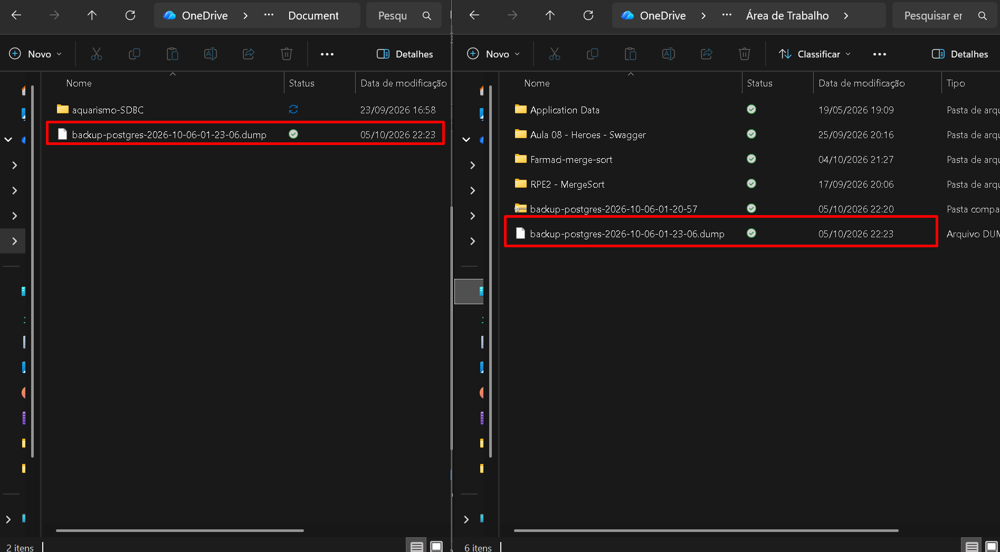 OneDrive > ··· Document
Pesqu
Novo
Detalhes
Nome
Status
Data de modificação
aquarismo-SDBC
23/09/2026 16:58
backup-postgres-2026-10-06-01-23-06.dump
05/10/2026 22:23
2 itens
OneDrive > ··· Área de Trabalho >
Pesquisar er
Novo
Classificar
Detalhes
Nome
Status
Data de modificação
Tipo
Application Data
19/05/2026 19:09
Pasta de arqu
Aula 08 - Heroes - Swagger
25/09/2026 20:16
Pasta de arqu
Farmaci-merge-sort
04/10/2026 21:27
Pasta de arqu
RPE2 - MergeSort
17/09/2026 20:06
Pasta de arqu
backup-postgres-2026-10-06-01-20-57
05/10/2026 22:20
Pasta compa
backup-postgres-2026-10-06-01-23-06.dump
05/10/2026 22:23
Arquivo DUM
6 itens